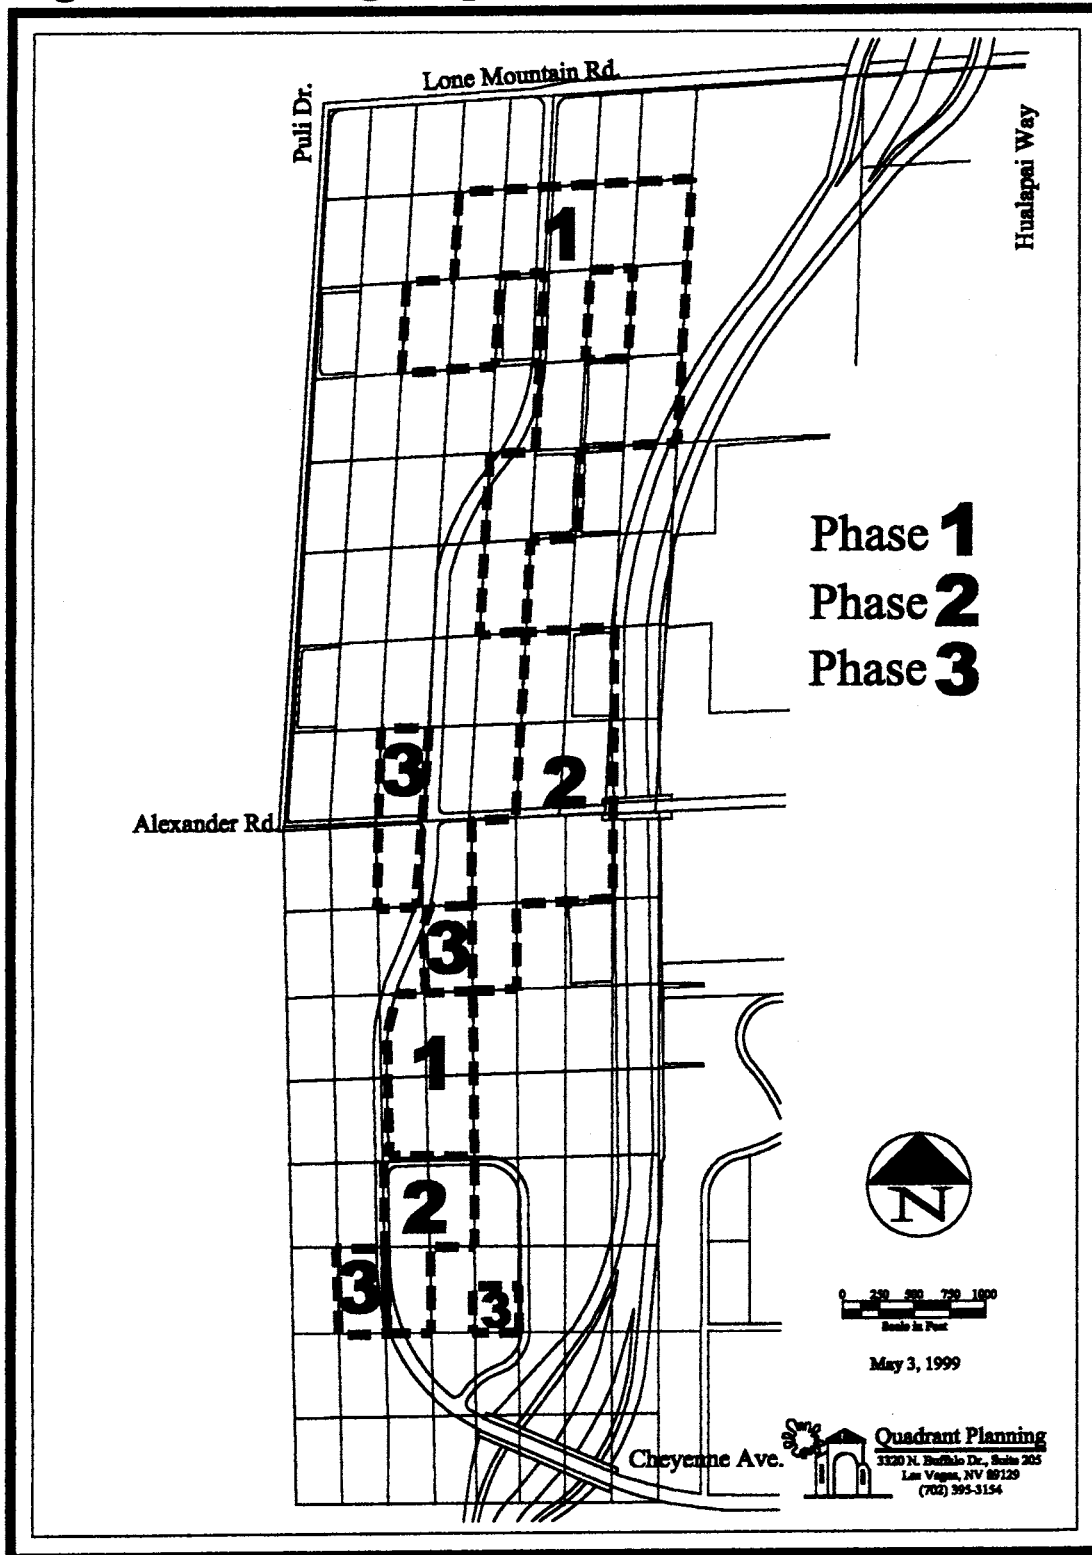 Lone Mountain Rd.
Puli Dr.
Hualapai Way
1
Phase 1
Phase 2
Phase 3
3
2
Alexander Rd.
3
1
2
3
3
N
0 250 500 750 1000
Scale in Feet
May 3, 1999
Cheyenne Ave.
Quadrant Planning
3320 N. Buffalo Dr., Suite 205
Las Vegas, NV 89129
(702) 395-3154